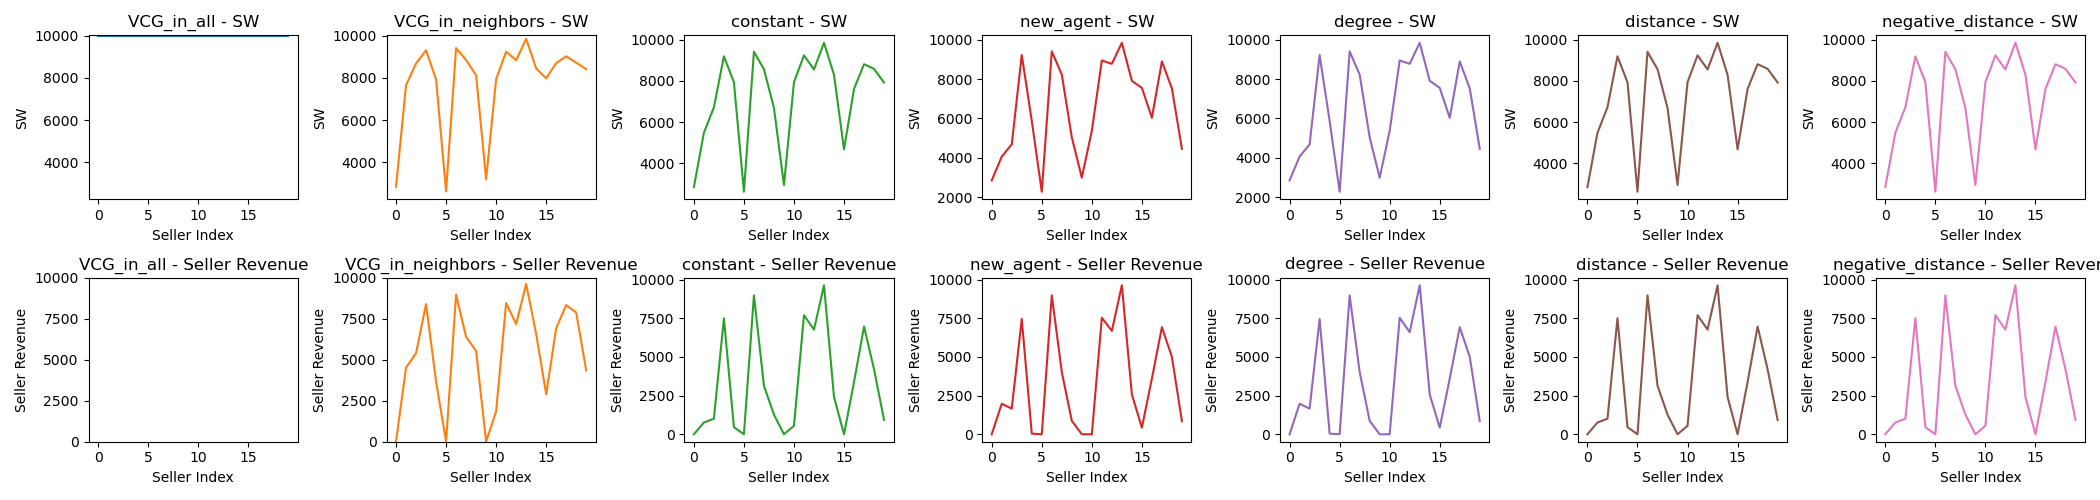 VCG_in_all - SW
SW
10000
8000
6000
4000
0 5 10 15
Seller Index
VCG_in_neighbors - SW
SW
10000
8000
6000
4000
0 5 10 15
Seller Index
constant - SW
SW
10000
8000
6000
4000
0 5 10 15
Seller Index
new_agent - SW
SW
10000
8000
6000
4000
2000
0 5 10 15
Seller Index
degree - SW
SW
10000
8000
6000
4000
2000
0 5 10 15
Seller Index
distance - SW
SW
10000
8000
6000
4000
0 5 10 15
Seller Index
negative_distance - SW
SW
10000
8000
6000
4000
0 5 10 15
Seller Index
VCG_in_all - Seller Revenue
Seller Revenue
10000
7500
5000
2500
0
0 5 10 15
Seller Index
VCG_in_neighbors - Seller Revenue
Seller Revenue
10000
7500
5000
2500
0
0 5 10 15
Seller Index
constant - Seller Revenue
Seller Revenue
10000
7500
5000
2500
0
0 5 10 15
Seller Index
new_agent - Seller Revenue
Seller Revenue
10000
7500
5000
2500
0
0 5 10 15
Seller Index
degree - Seller Revenue
Seller Revenue
10000
7500
5000
2500
0
0 5 10 15
Seller Index
distance - Seller Revenue
Seller Revenue
10000
7500
5000
2500
0
0 5 10 15
Seller Index
negative_distance - Seller Rever
Seller Revenue
10000
7500
5000
2500
0
0 5 10 15
Seller Index